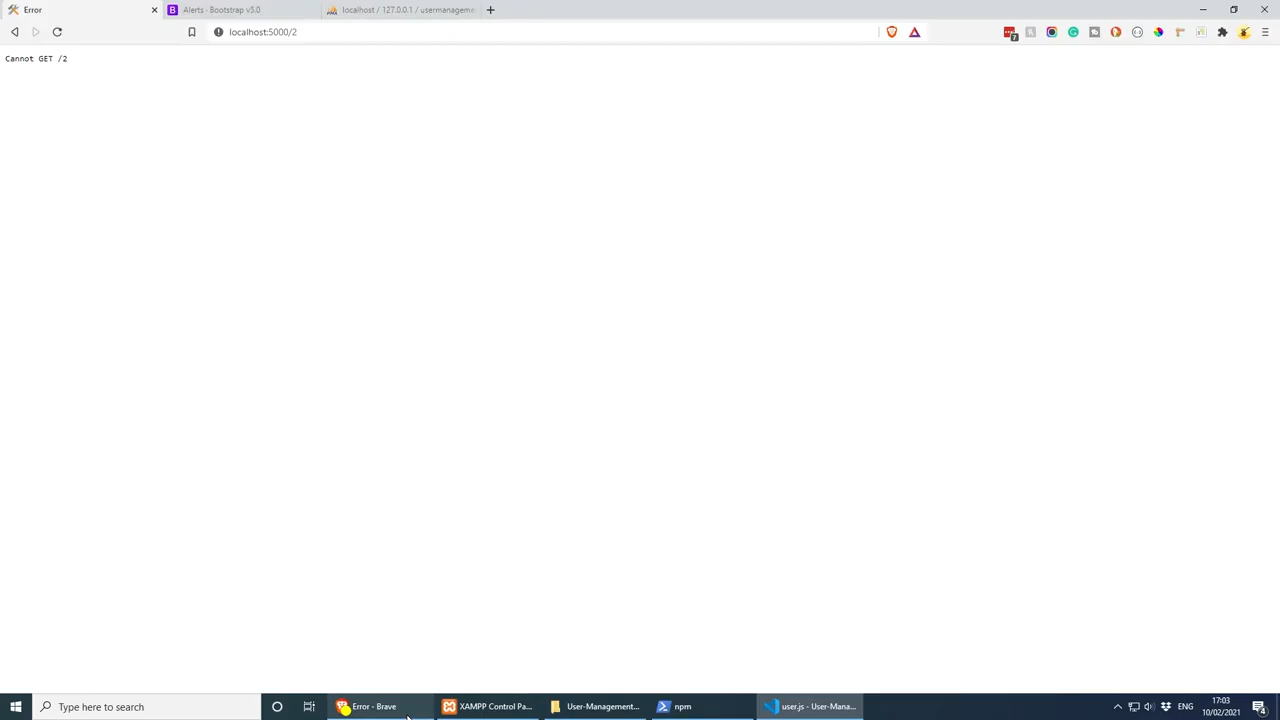 Error
Alerts · Bootstrap v5.0
localhost / 127.0.0.1 / usermanageme
localhost:5000/2
7
Cannot GET /2
Type here to search
Error - Brave
XAMPP Control Pa...
User-Management...
npm
user.js - User-Mana...
ENG
17:03
10/02/2021
4